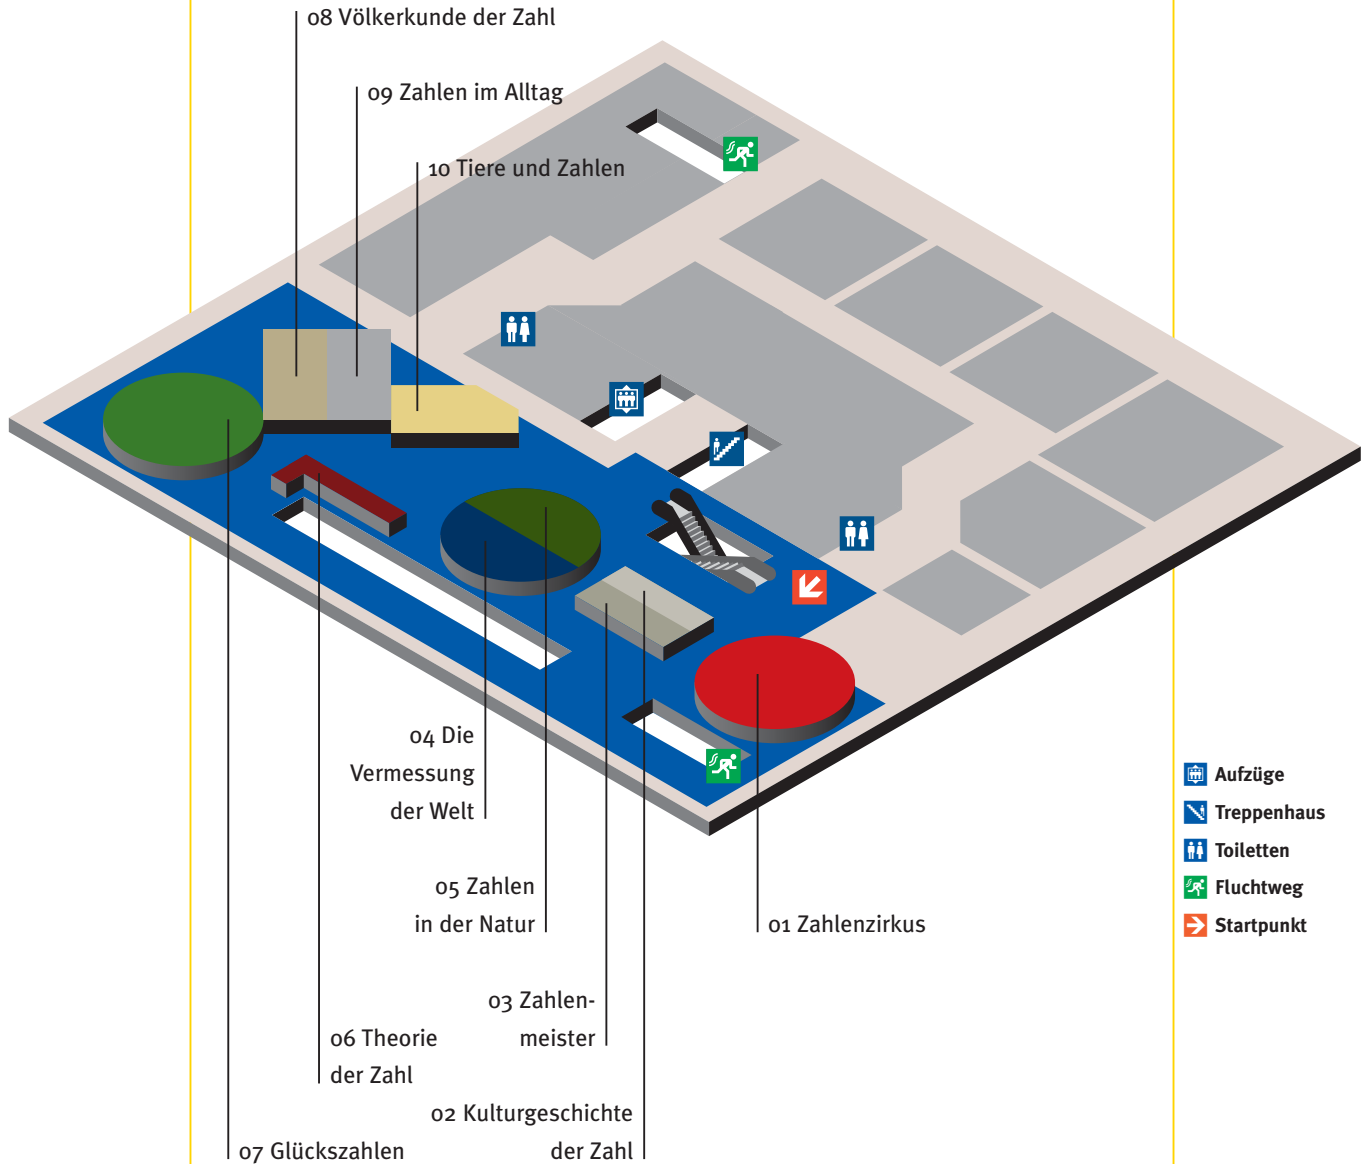 08 Völkerkunde der Zahl
09 Zahlen im Alltag
10 Tiere und Zahlen
04 Die
Vermessung
der Welt
05 Zahlen
in der Natur
01 Zahlenzirkus
03 Zahlen-
meister
06 Theorie
der Zahl
02 Kulturgeschichte
der Zahl
07 Glückszahlen
Aufzüge
Treppenhaus
Toiletten
Fluchtweg
Startpunkt